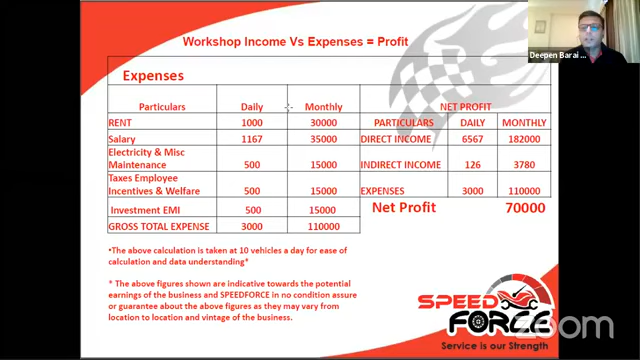 Workshop Income Vs Expenses = Profit
Deepen Barai ...
Expenses
Particulars Daily Monthly NET PROFIT
RENT 1000 30000 PARTICULARS DAILY MONTHLY
Salary 1167 35000 DIRECT INCOME 6567 182000
Electricity & Misc
Maintenance 500 15000 INDIRECT INCOME 126 3780
Taxes Employee
Incentives & Welfare 500 15000 EXPENSES 3000 110000
Investment EMI 500 15000 Net Profit 70000
GROSS TOTAL EXPENSE 3000 110000
•The above calculation is taken at 10 vehicles a day for ease of
calculation and data understanding*
* The above figures shown are indicative towards the potential
earnings of the business and SPEEDFORCE in no condition assure
or guarantee about the above figures as they may vary from
location to location and vintage of the business.
SPEED
FORCE
zoom
Service is our Strength